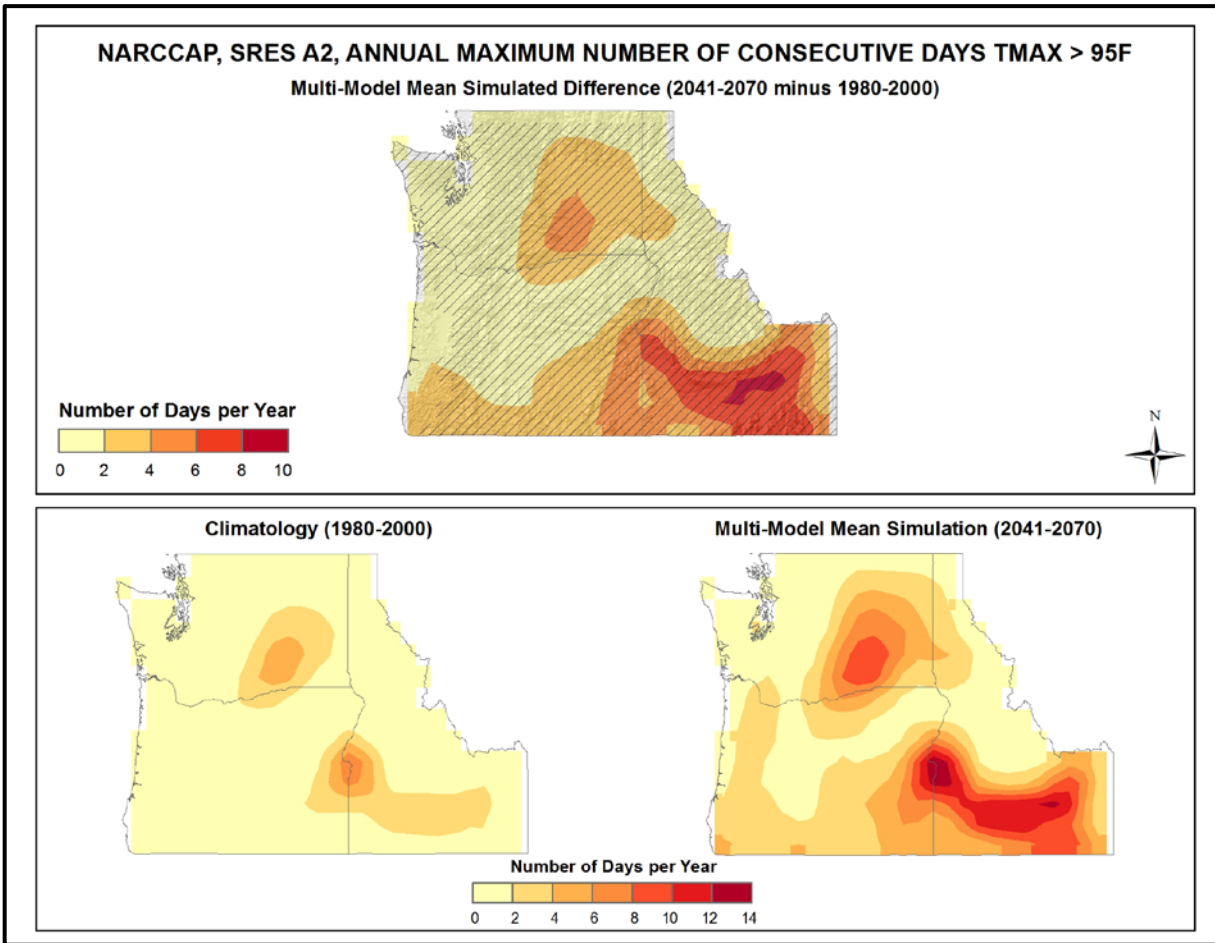 NARCCAP, SRES A2, ANNUAL MAXIMUM NUMBER OF CONSECUTIVE DAYS TMAX > 95F
Multi-Model Mean Simulated Difference (2041-2070 minus 1980-2000)
Number of Days per Year
0 2 4 6 8 10
N
Climatology (1980-2000)
Multi-Model Mean Simulation (2041-2070)
Number of Days per Year
0 2 4 6 8 10 12 14